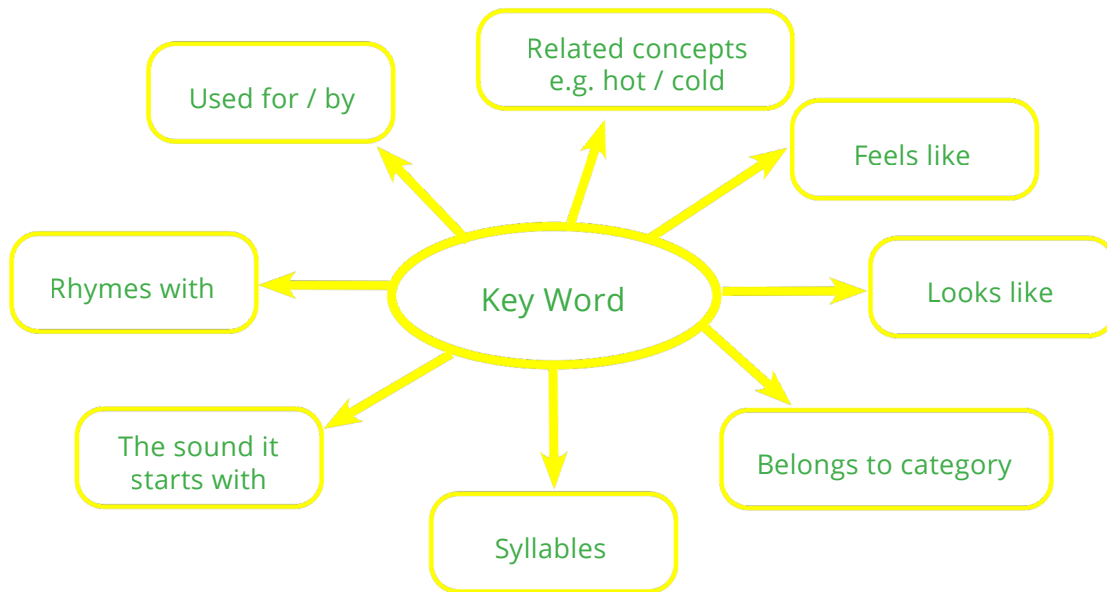 Related concepts
e.g. hot / cold
Used for / by
Feels like
Rhymes with
Key Word
Looks like
The sound it
starts with
Belongs to category
Syllables